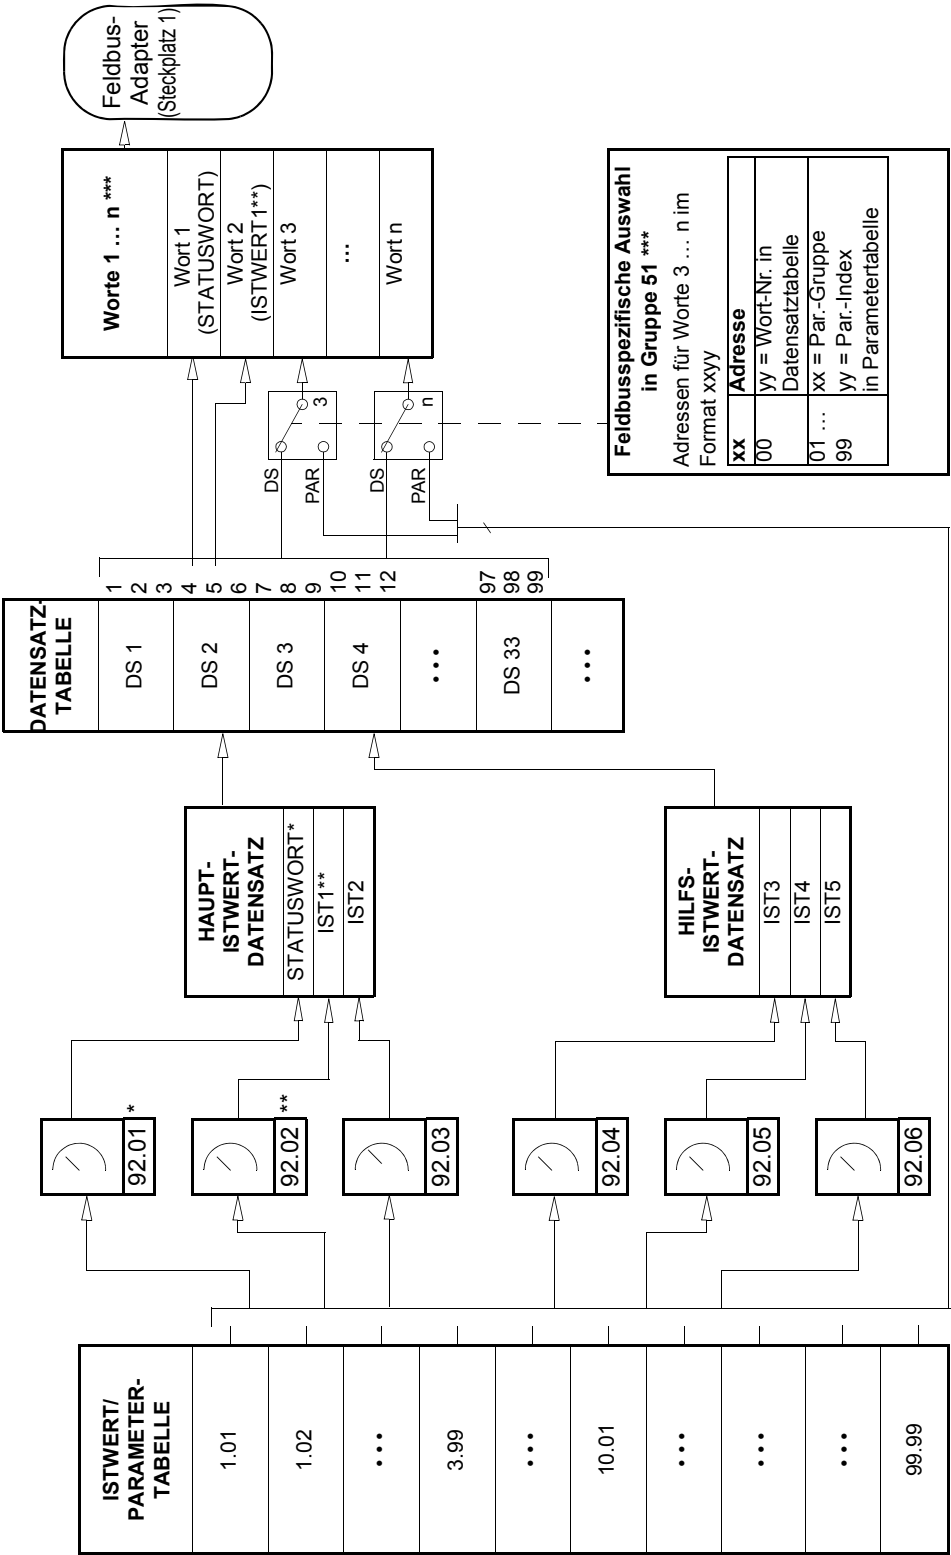 ISTWERT/
PARAMETER-
TABELLE
1.01
1.02
...
3.99
...
10.01
...
...
...
99.99
92.01
*
92.02
**
92.03
92.04
92.05
92.06
HAUPT-
ISTWERT-
DATENSATZ
STATUSWORT*
IST1**
IST2
HILFS-
ISTWERT-
DATENSATZ
IST3
IST4
IST5
DATENSATZ-
TABELLE
DS 1
DS 2
DS 3
DS 4
...
DS 33
...
1
2
3
4
5
6
7
8
9
10
11
12
97
98
99
DS
PAR
3
DS
PAR
n
Worte 1 ... n ***
Wort 1
(STATUSWORT)
Wort 2
(ISTWERT1**)
Wort 3
...
Wort n
Feldbus-
Adapter
(Steckplatz 1)
Feldbusspezifische Auswahl
in Gruppe 51 ***
Adressen für Worte 3 ... n im
Format xxyy
xx Adresse
00 yy = Wort-Nr. in
Datensatztabelle
01 ... xx = Par.-Gruppe
99 yy = Par.-Index
in Parametertabelle